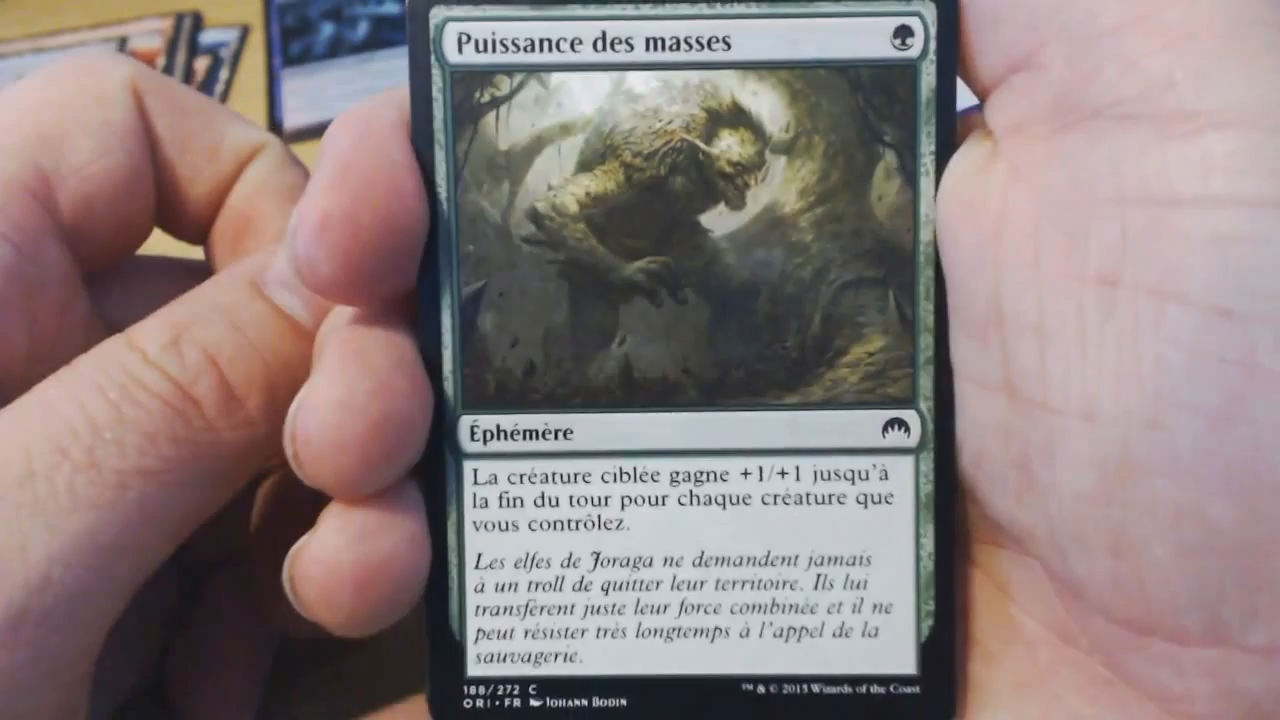 Puissance des masses
Éphémère
La créature ciblée gagne +1/+1 jusqu'à
la fin du tour pour chaque créature que
vous contrôlez.
Les elfes de Joraga ne demandent jamais
à un troll de quitter leur territoire. Ils lui
transfèrent juste leur force combinée et il ne
peut résister très longtemps à l'appel de la
sauvagerie.
188/272 C
ORI • FR Johann Bodin
™ & © 2015 Wizards of the Coast